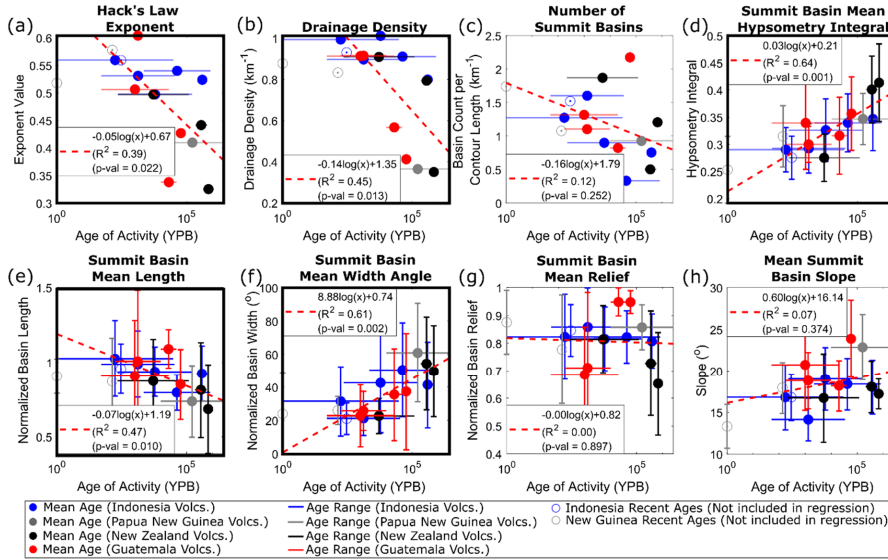 (a)
Hack's Law
Exponent
Exponent Value
0.6
0.55
0.5
0.45
0.4
0.35
0.3
-0.05log(x)+0.67
(R² = 0.39)
(p-val = 0.022)
10⁰
10⁵
Age of Activity (YPB)
(b)
Drainage Density
Drainage Density (km⁻¹)
1
0.8
0.6
0.4
0.2
-0.14log(x)+1.35
(R² = 0.45)
(p-val = 0.013)
10⁰
10⁵
Age of Activity (YPB)
(c)
Number of
Summit Basins
Basin Count per
Contour Length (km⁻¹)
2.5
2
1.5
1
0.5
0
-0.16log(x)+1.79
(R² = 0.12)
(p-val = 0.252)
10⁰
10⁵
Age of Activity (YPB)
(d)
Summit Basin Mean
Hypsometry Integral
Hypsometry Integral
0.5
0.45
0.4
0.35
0.3
0.25
0.2
0.03log(x)+0.21
(R² = 0.64)
(p-val = 0.001)
10⁰
10⁵
Age of Activity (YPB)
(e)
Summit Basin
Mean Length
Normalized Basin Length
1.5
1
0.5
-0.07log(x)+1.19
(R² = 0.47)
(p-val = 0.010)
10⁰
10⁵
Age of Activity (YPB)
(f)
Summit Basin
Mean Width Angle
Normalized Basin Width (°)
100
80
60
40
20
0
8.88log(x)+0.74
(R² = 0.61)
(p-val = 0.002)
10⁰
10⁵
Age of Activity (YPB)
(g)
Summit Basin
Mean Relief
Normalized Basin Relief
1
0.9
0.8
0.7
0.6
0.5
0.4
-0.00log(x)+0.82
(R² = 0.00)
(p-val = 0.897)
10⁰
10⁵
Age of Activity (YPB)
(h)
Mean Summit
Basin Slope
Slope (°)
30
25
20
15
10
0.60log(x)+16.14
(R² = 0.07)
(p-val = 0.374)
10⁰
10⁵
Age of Activity (YPB)
Mean Age (Indonesia Volcs.)
Mean Age (Papua New Guinea Volcs.)
Mean Age (New Zealand Volcs.)
Mean Age (Guatemala Volcs.)
Age Range (Indonesia Volcs.)
Age Range (Papua New Guinea Volcs.)
Age Range (New Zealand Volcs.)
Age Range (Guatemala Volcs.)
Indonesia Recent Ages (Not included in regression)
New Guinea Recent Ages (Not included in regression)